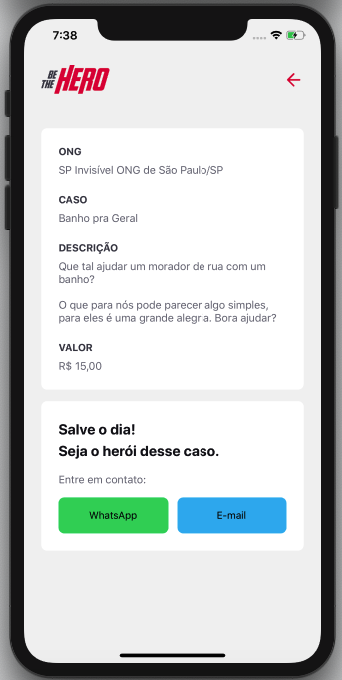 7:38
BE THE HERO
ONG
SP Invisível ONG de São Paulo/SP
CASO
Banho pra Geral
DESCRIÇÃO
Que tal ajudar um morador de rua com um
banho?
O que para nós pode parecer algo simples,
para eles é uma grande alegra. Bora ajudar?
VALOR
R$ 15,00
Salve o dia!
Seja o herói desse caso.
Entre em contato:
WhatsApp
E-mail